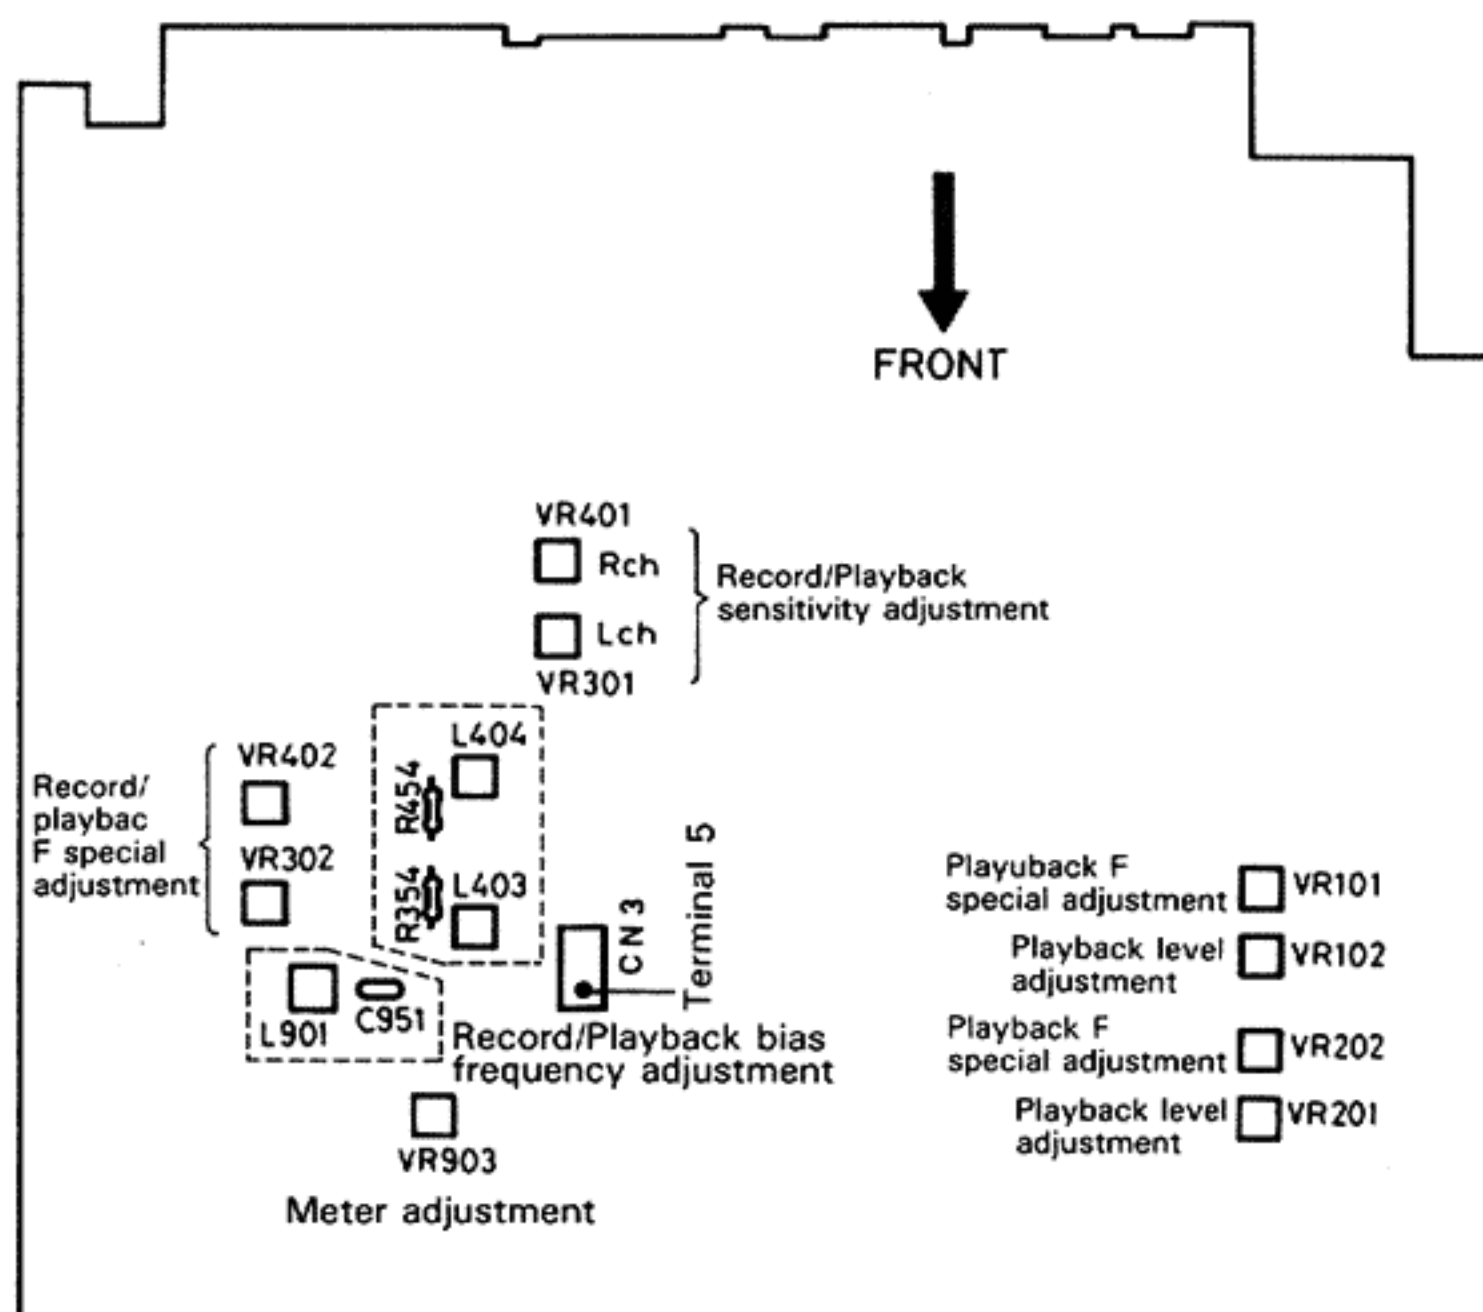 FRONT
VR401
Rch
Lch
VR301
Record/Playback
sensitivity adjustment
VR402
VR302
Record/
playbac
F special
adjustment
L404
R454
R354
L403
CN3
Terminal 5
L901
C951
Record/Playback bias
frequency adjustment
VR903
Meter adjustment
Playuback F
special adjustment
VR101
Playback level
adjustment
VR102
Playback F
special adjustment
VR202
Playback level
adjustment
VR201